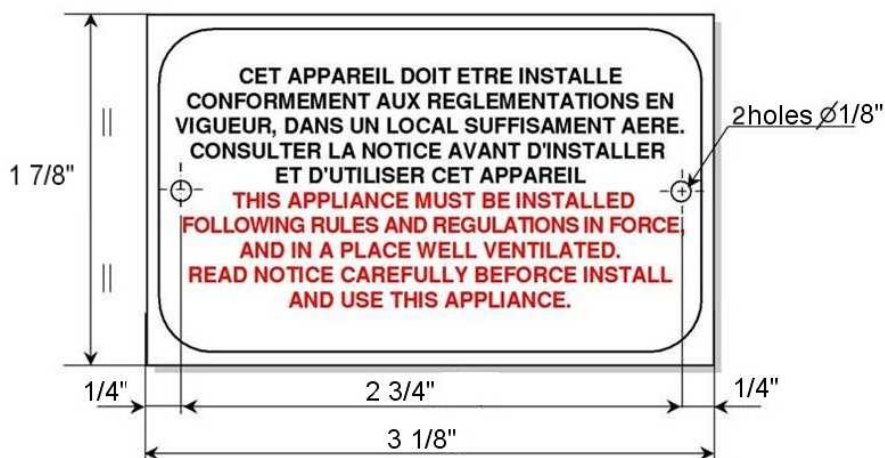 CET APPAREIL DOIT ETRE INSTALLE
CONFORMEMENT AUX REGLEMENTATIONS EN
VIGUEUR, DANS UN LOCAL SUFFISAMENT AERE.
CONSULTER LA NOTICE AVANT D'INSTALLER
ET D'UTILISER CET APPAREIL
THIS APPLIANCE MUST BE INSTALLED
FOLLOWING RULES AND REGULATIONS IN FORCE,
AND IN A PLACE WELL VENTILATED.
READ NOTICE CAREFULLY BEFORCE INSTALL
AND USE THIS APPLIANCE.
2holes ⌀1/8"
1 7/8"
1/4"
2 3/4"
1/4"
3 1/8"